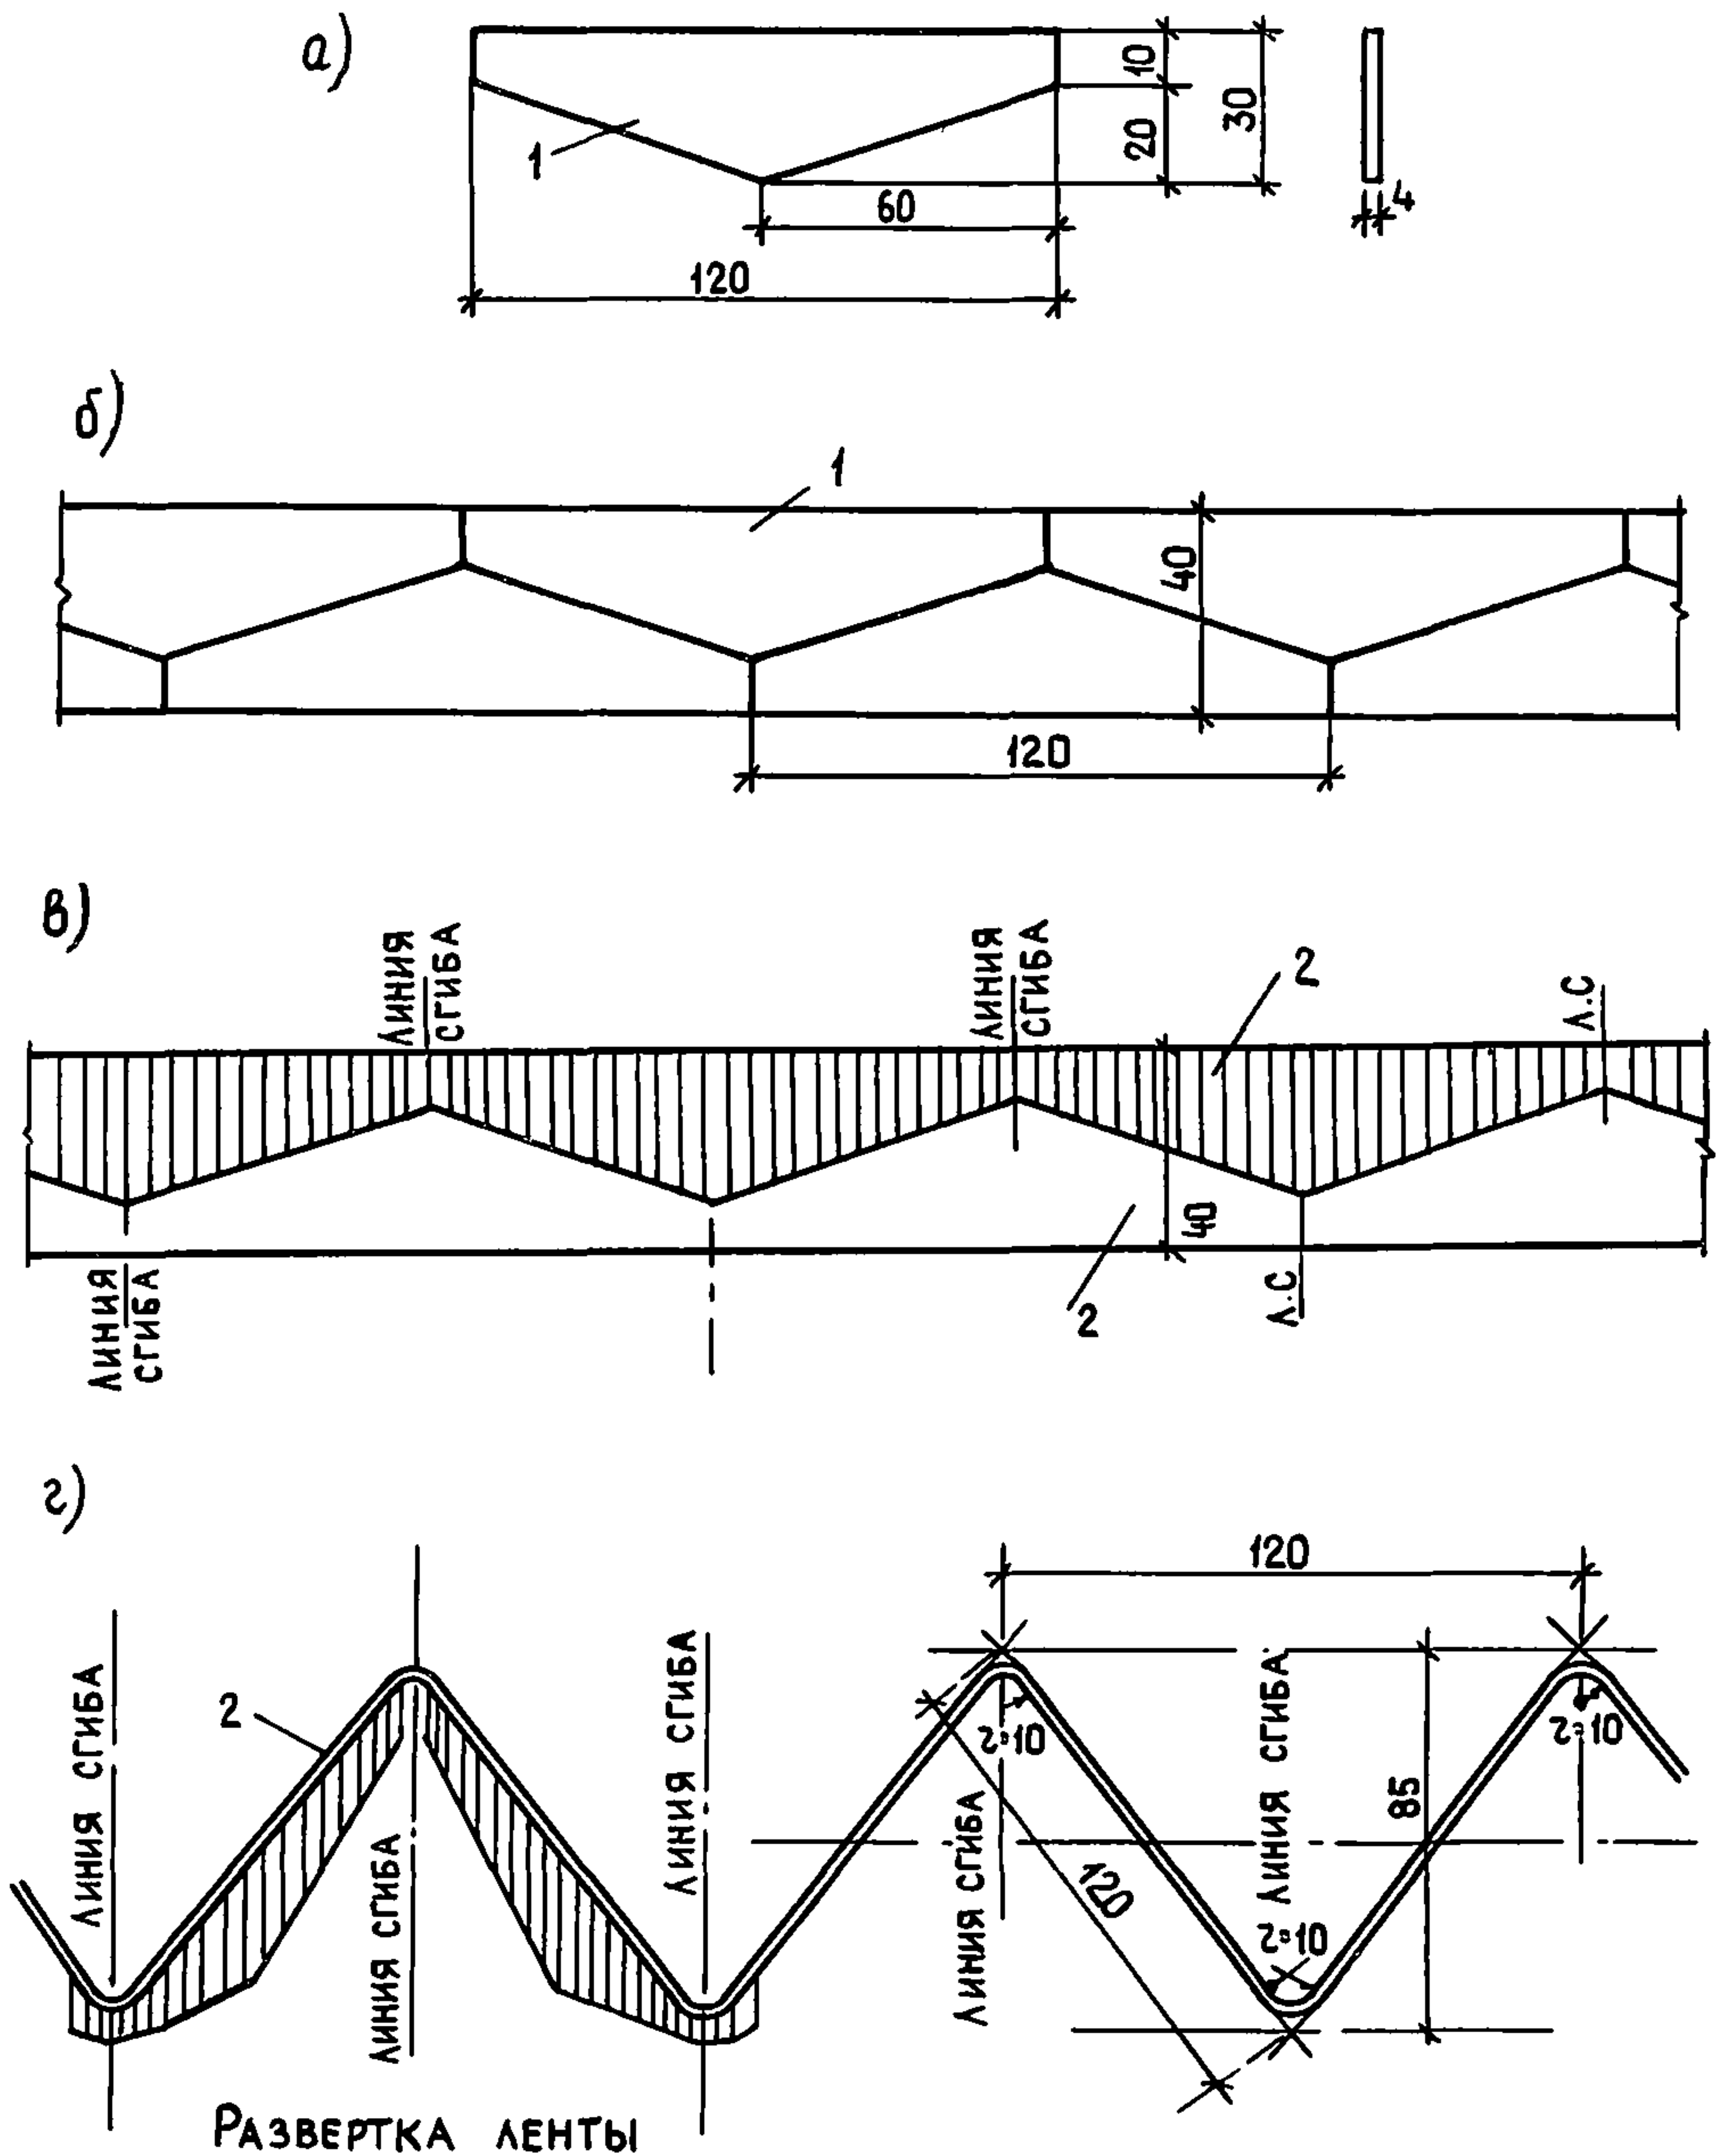 а)
10
20
30
4
1
60
120
б)
1
40
120
в)
ЛИНИЯ
СГИБА
ЛИНИЯ
СГИБА
2
Л.С
40
ЛИНИЯ
СГИБА
2
Л.С
г)
120
ЛИНИЯ СГИБА
2
ЛИНИЯ СГИБА
ЛИНИЯ СГИБА
ЛИНИЯ СГИБА
ЛИНИЯ СГИБА
r=10
r=10
85
120
r=10
РАЗВЕРТКА ЛЕНТЫ